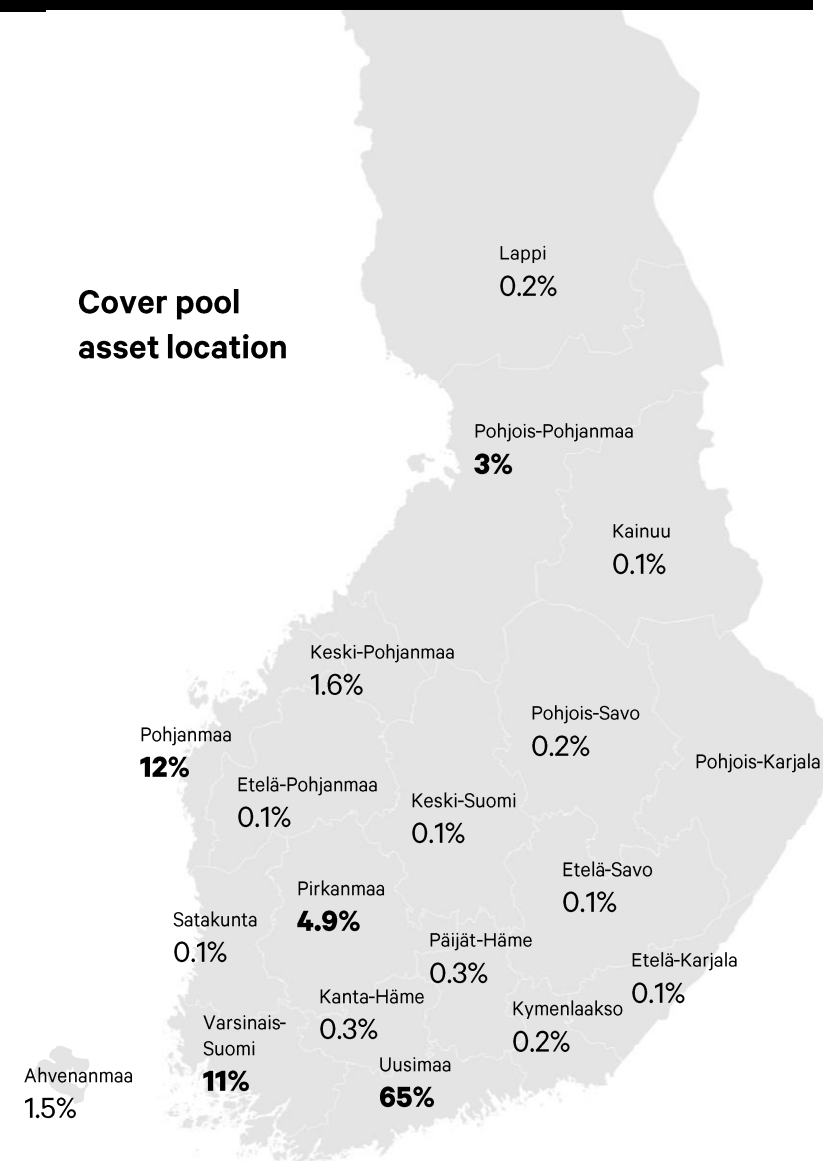 Lappi
0.2%
Cover pool
asset location
Pohjois-Pohjanmaa
3%
Kainuu
0.1%
Keski-Pohjanmaa
1.6%
Pohjois-Savo
0.2%
Pohjanmaa
12%
Pohjois-Karjala
Etelä-Pohjanmaa
0.1%
Keski-Suomi
0.1%
Etelä-Savo
0.1%
Pirkanmaa
4.9%
Satakunta
0.1%
Päijät-Häme
0.3%
Etelä-Karjala
0.1%
Kanta-Häme
0.3%
Kymenlaakso
0.2%
Varsinais-
Suomi
11%
Uusimaa
65%
Ahvenanmaa
1.5%